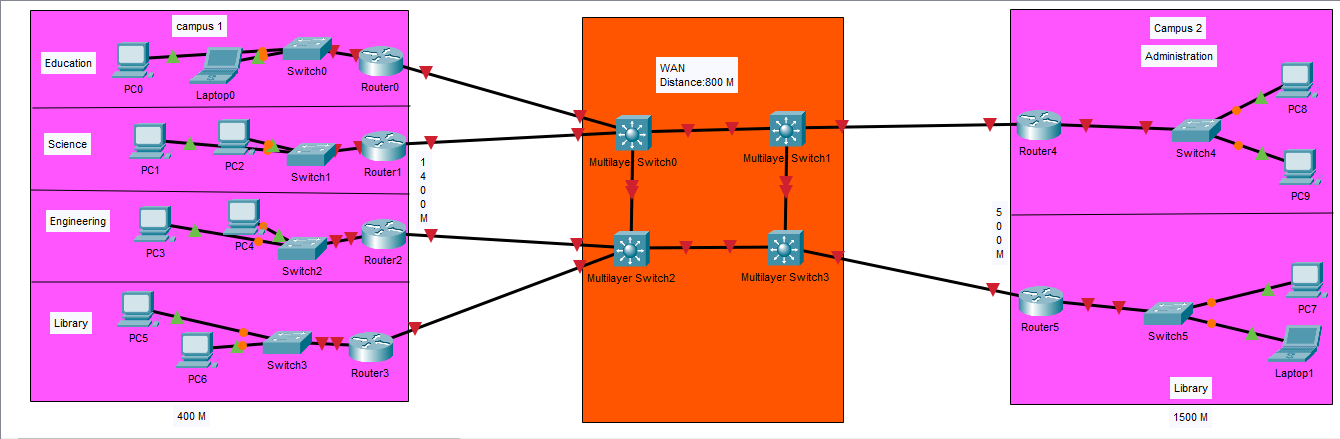 campus 1
Education
PC0
Laptop0
Switch0
Router0
Science
PC1
PC2
Switch1
Router1
Engineering
PC3
PC4
Switch2
Router2
Library
PC5
PC6
Switch3
Router3
400 M
1
4
0
0
M
WAN
Distance:800 M
Multilayer Switch0
Multilayer Switch1
Multilayer Switch2
Multilayer Switch3
5
0
0
M
Campus 2
Administration
Router4
Switch4
PC8
PC9
Router5
Switch5
PC7
Laptop1
Library
1500 M